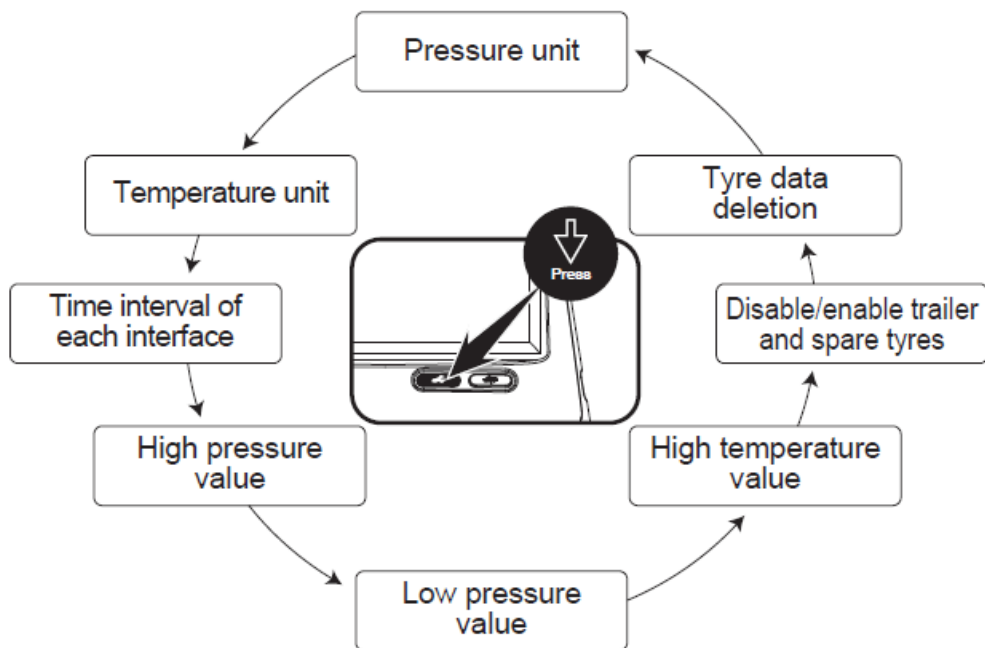 Pressure unit
Temperature unit
Tyre data
deletion
Press
Time interval of
each interface
Disable/enable trailer
and spare tyres
High pressure
value
High temperature
value
Low pressure
value